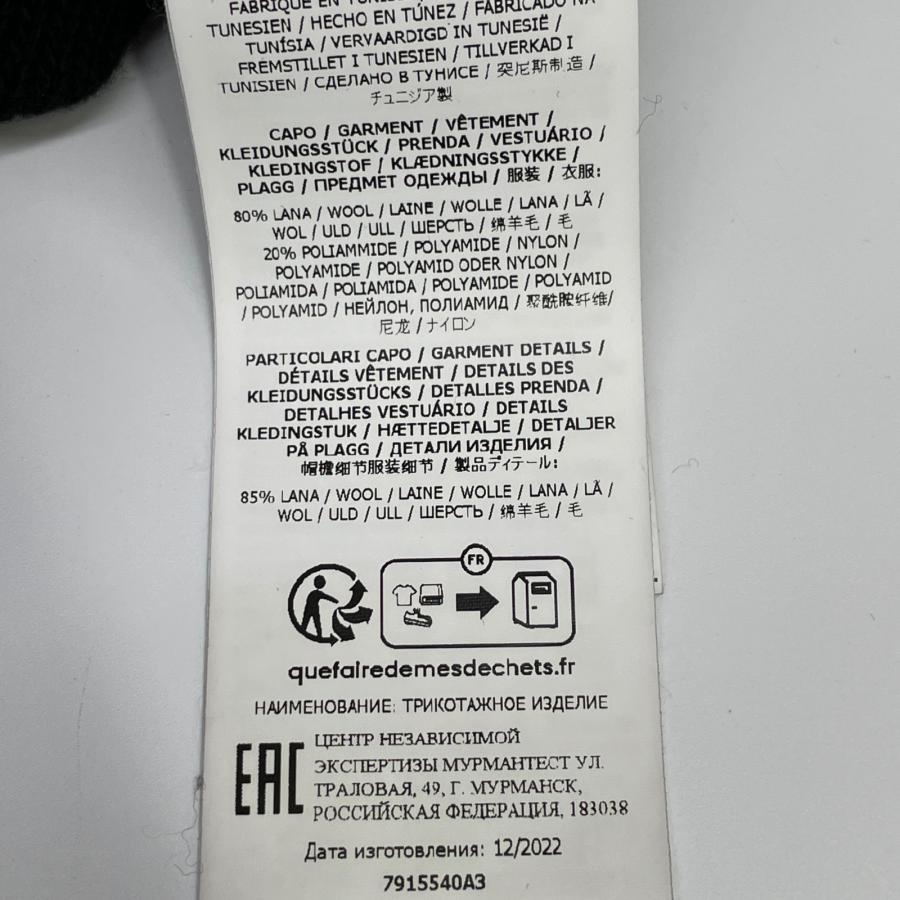 FABRIQUÉ EN
TUNESIEN / HECHO EN TÚNEZ / FABRICADO NA
TUNÍSIA / VERVAARDIGD IN TUNESIË /
FREMSTILLET I TUNESIEN / TILLVERKAD I
TUNISIEN / СДЕЛАНО В ТУНИСЕ / 突尼斯制造 /
チュニジア製
CAPO / GARMENT / VÊTEMENT /
KLEIDUNGSSTÜCK / PRENDA / VESTUÁRIO /
KLEDINGSTOF / KLÆDNINGSSTYKKE /
PLAGG / ПРЕДМЕТ ОДЕЖДЫ / 服装 / 衣服:
80% LANA / WOOL / LAINE / WOLLE / LANA / LÃ /
WOL / ULD / ULL / ШЕРСТЬ / 绵羊毛 / 毛
20% POLIAMMIDE / POLYAMIDE / NYLON /
POLYAMIDE / POLYAMID ODER NYLON /
POLIAMIDA / POLIAMIDA / POLYAMIDE / POLYAMID
/ POLYAMID / НЕЙЛОН, ПОЛИАМИД / 聚酰胺纤维/
尼龙 / ナイロン
PARTICOLARI CAPO / GARMENT DETAILS /
DÉTAILS VÊTEMENT / DETAILS DES
KLEIDUNGSSTÜCKS / DETALLES PRENDA /
DETALHES VESTUÁRIO / DETAILS
KLEDINGSTUK / HÆTTEDETALJE / DETALJER
PÅ PLAGG / ДЕТАЛИ ИЗДЕЛИЯ /
帽檐细节服装细节 / 製品ディテール:
85% LANA / WOOL / LAINE / WOLLE / LANA / LÃ /
WOL / ULD / ULL / ШЕРСТЬ / 绵羊毛 / 毛
FR
quefairedemesdechets.fr
НАИМЕНОВАНИЕ: ТРИКОТАЖНОЕ ИЗДЕЛИЕ
EAC
ЦЕНТР НЕЗАВИСИМОЙ
ЭКСПЕРТИЗЫ МУРМАНТЕСТ УЛ.
ТРАЛОВАЯ, 49, Г. МУРМАНСК,
РОССИЙСКАЯ ФЕДЕРАЦИЯ, 183038
Дата изготовления: 12/2022
7915540A3